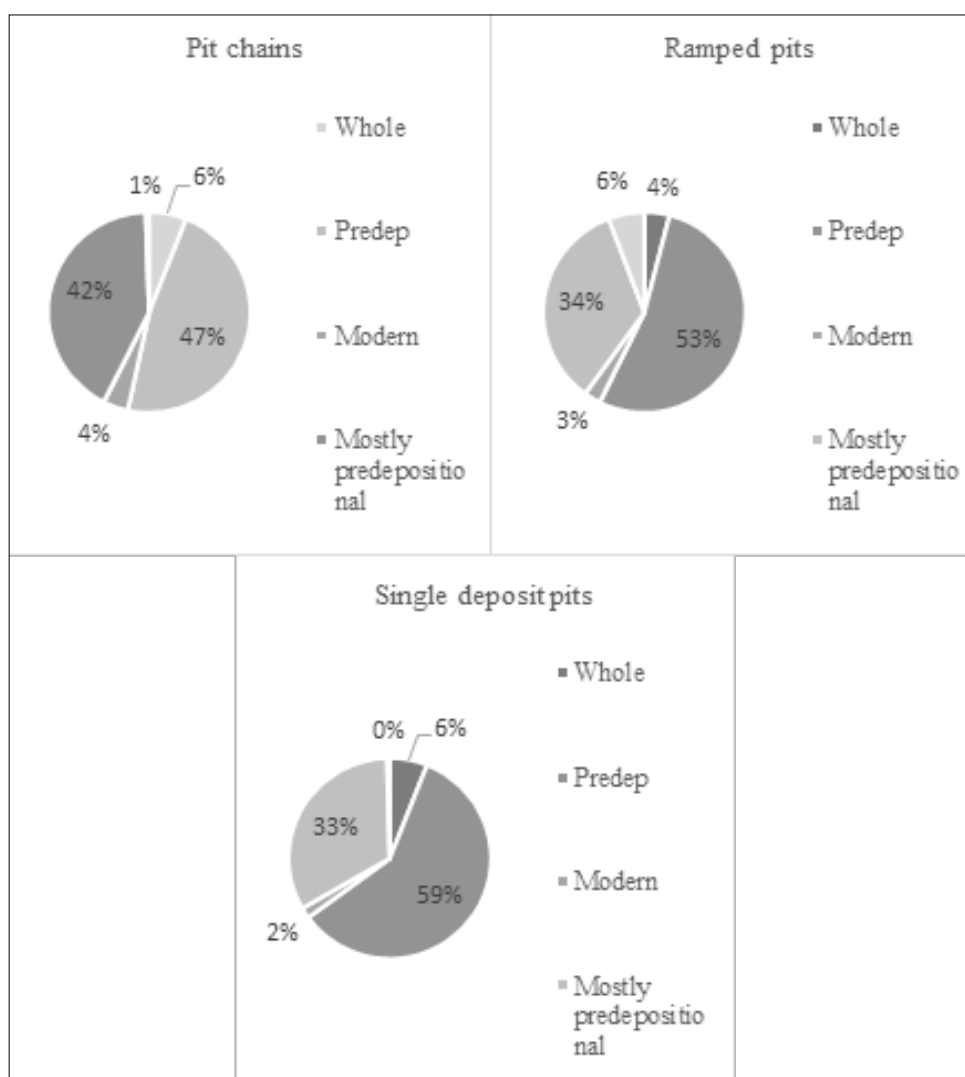 Pit chains
Whole
Predep
Modern
Mostly
predepositio
nal
1%
6%
42%
47%
4%
Ramped pits
Whole
Predep
Modern
Mostly
predepositio
nal
6%
4%
34%
53%
3%
Single depositpits
Whole
Predep
Modern
Mostly
predepositio
nal
0%
6%
33%
59%
2%